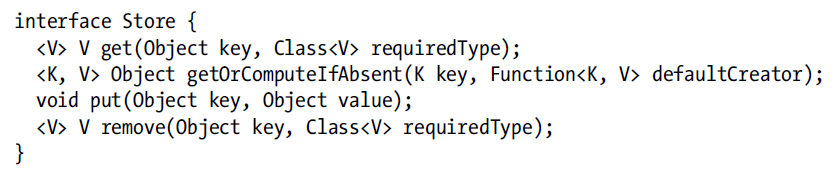 interface Store {
  <V> V get(Object key, Class<V> requiredType);
  <K, V> Object getOrComputeIfAbsent(K key, Function<K, V> defaultCreator);
  void put(Object key, Object value);
  <V> V remove(Object key, Class<V> requiredType);
}